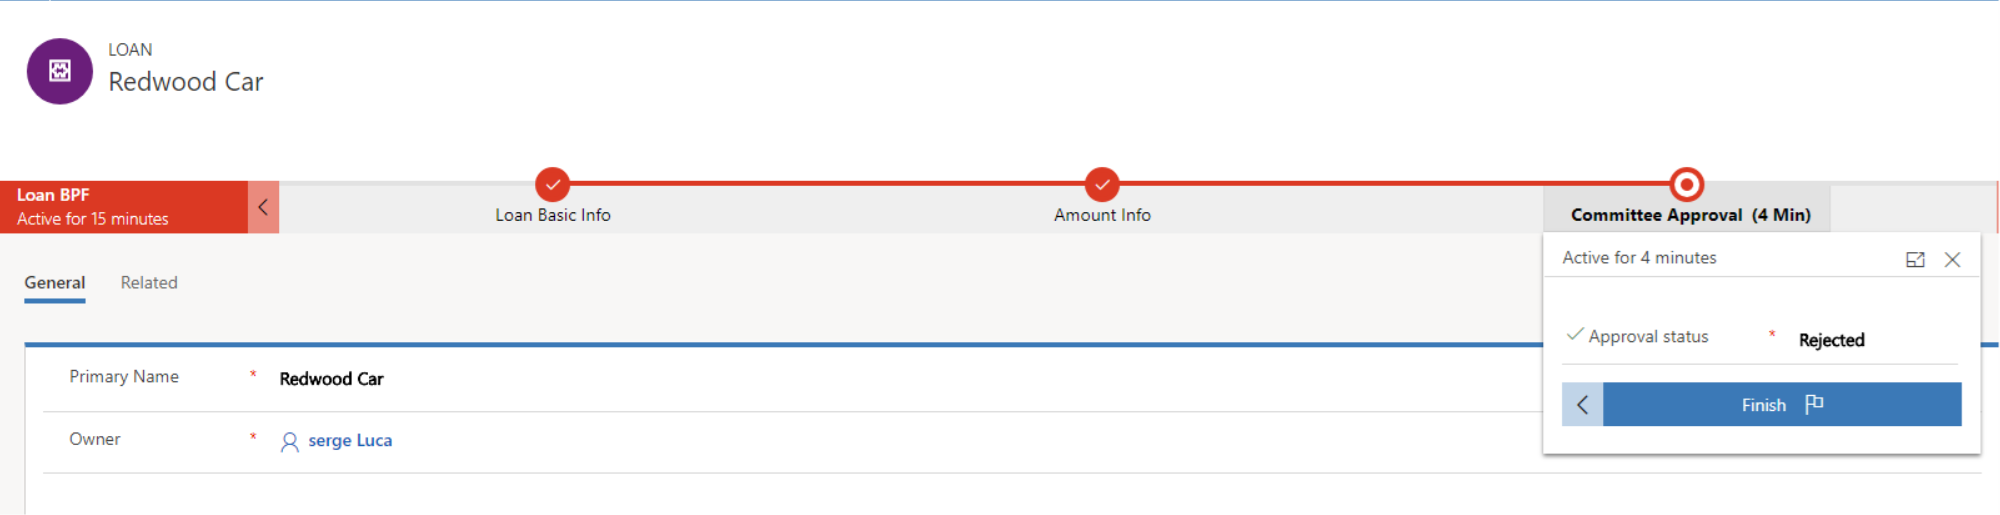 LOAN
Redwood Car
Loan BPF
Active for 15 minutes
Loan Basic Info
Amount Info
Committee Approval (4 Min)
Active for 4 minutes
General
Related
Approval status * Rejected
Primary Name * Redwood Car
Finish
Owner * serge Luca